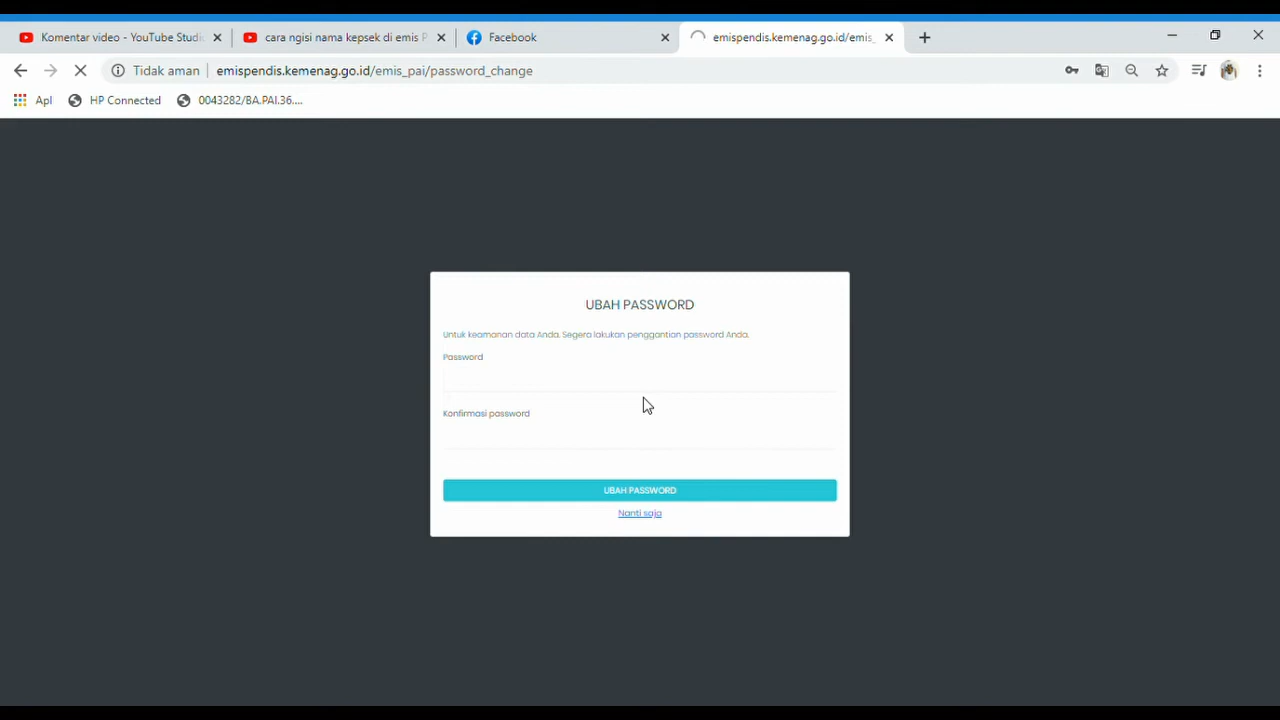 Komentar video - YouTube Studi
cara ngisi nama kepsek di emis P
Facebook
emispendis.kemenag.go.id/emis_
Tidak aman
emispendis.kemenag.go.id/emis_pai/password_change
Apl
HP Connected
0043282/BA.PAI.36....
UBAH PASSWORD
Untuk keamanan data Anda. Segera lakukan penggantian password Anda.
Password
Konfirmasi password
UBAH PASSWORD
Nanti saja